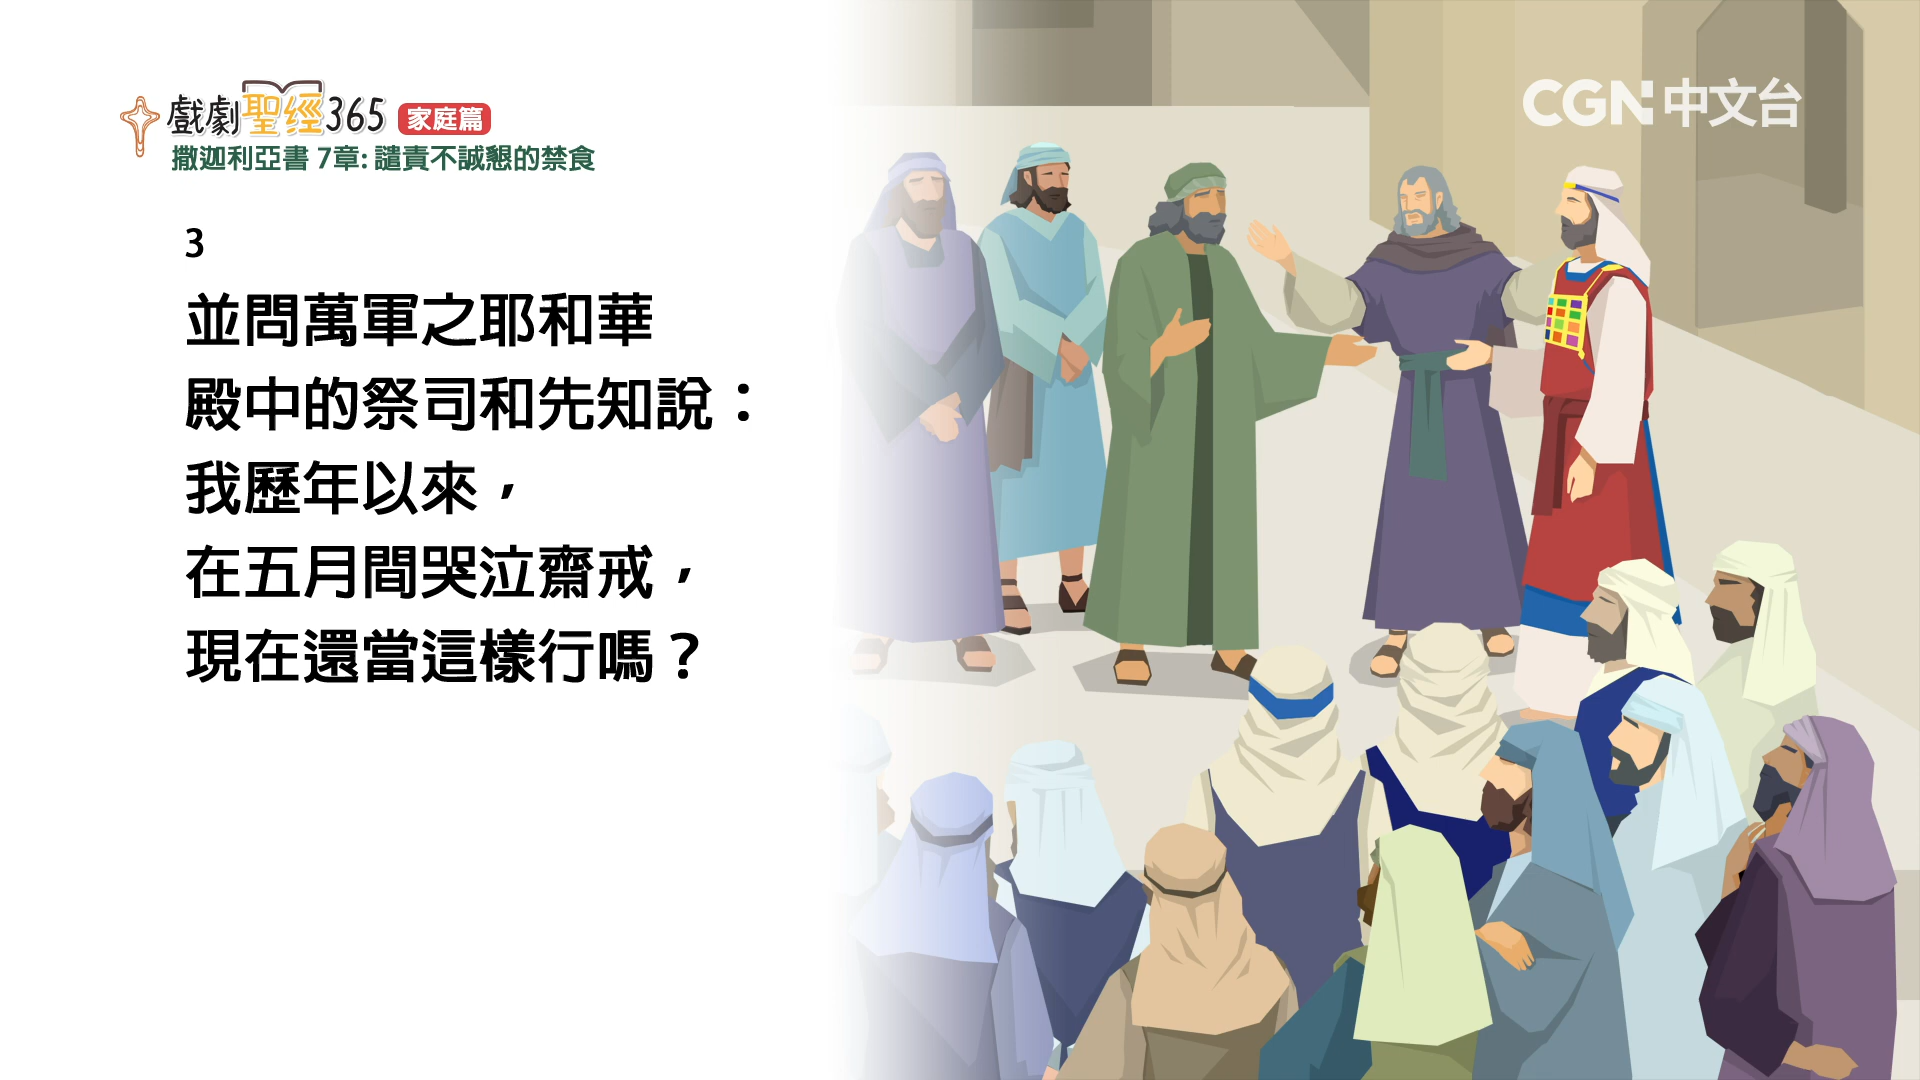 戲劇聖經365 家庭篇
撒迦利亞書 7章: 譴責不誠懇的禁食
CGN 中文台
3
並問萬軍之耶和華
殿中的祭司和先知說：
我歷年以來，
在五月間哭泣齋戒，
現在還當這樣行嗎？